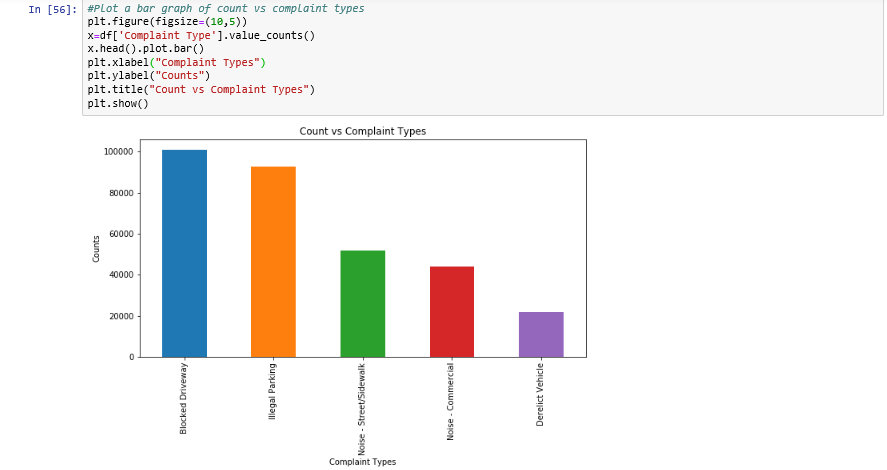 In [56]: #Plot a bar graph of count vs complaint types
plt.figure(figsize=(10,5))
x=df['Complaint Type'].value_counts()
x.head().plot.bar()
plt.xlabel("Complaint Types")
plt.ylabel("Counts")
plt.title("Count vs Complaint Types")
plt.show()
Count vs Complaint Types
100000
80000
60000
40000
20000
0
Counts
Blocked Driveway
Illegal Parking
Noise - Street/Sidewalk
Noise - Commercial
Derelict Vehicle
Complaint Types